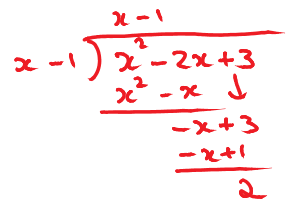 x - 1
x - 1 ) x² - 2x + 3
x² - x ↓
-x + 3
-x + 1
2